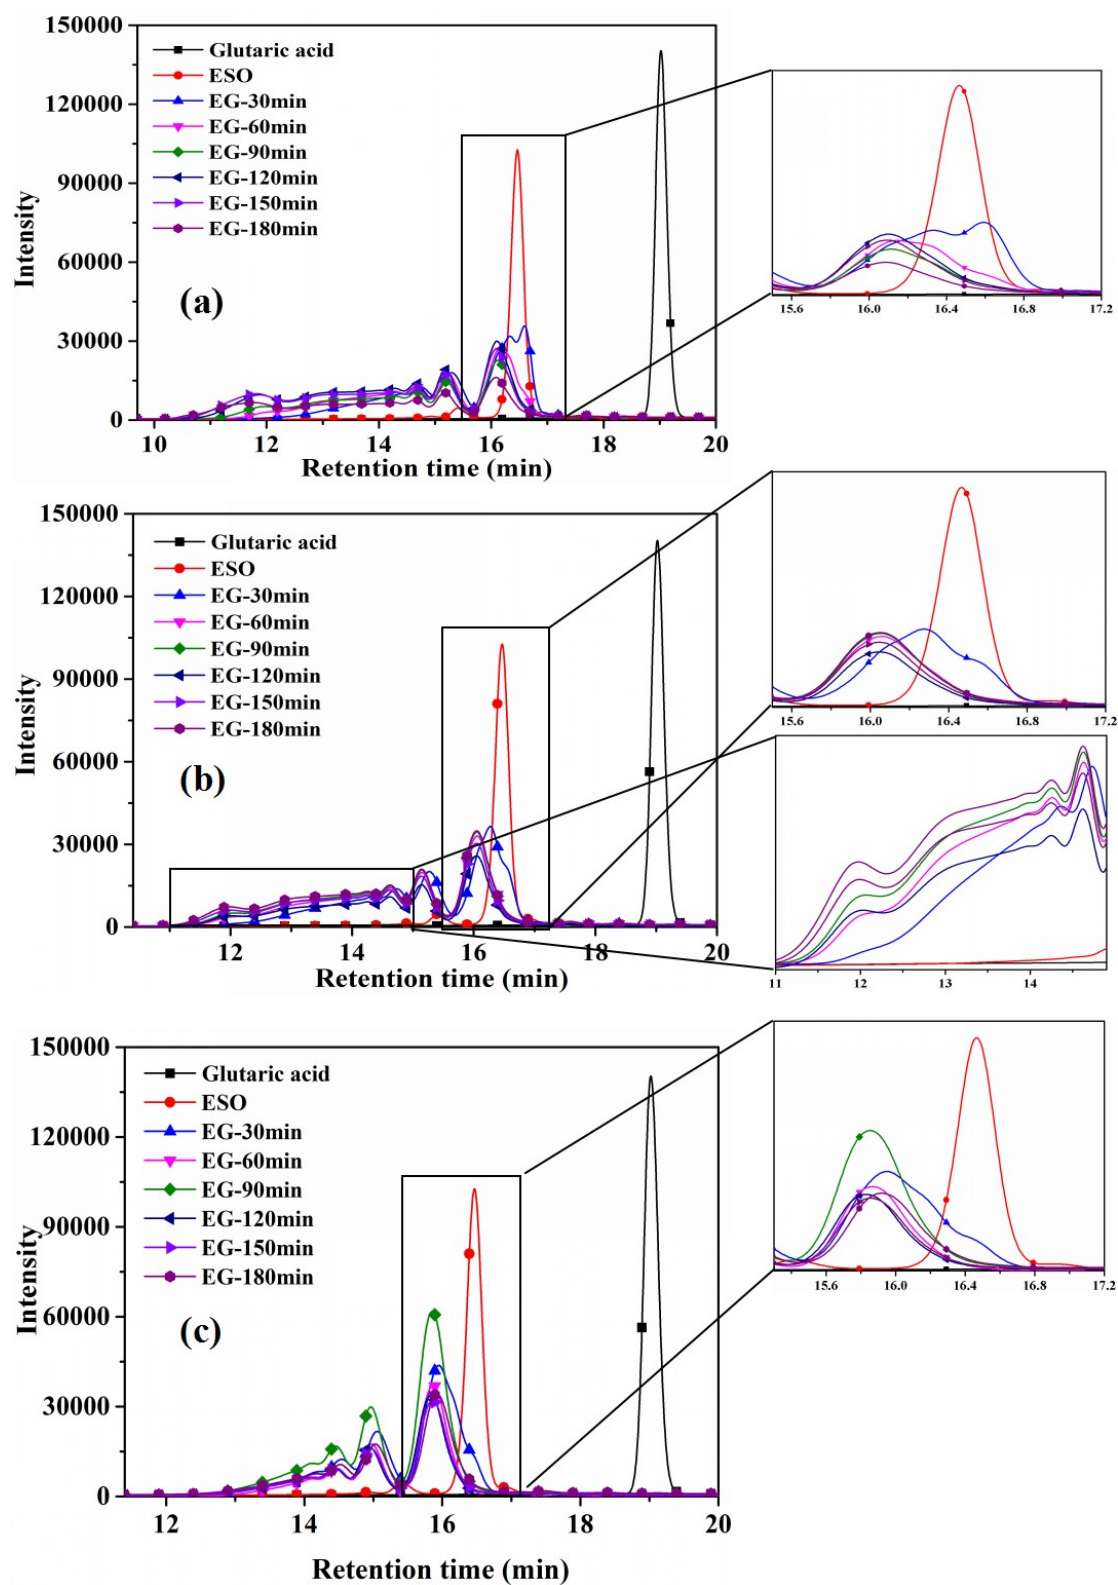 150000
120000
90000
60000
30000
0
Intensity
Glutaric acid
ESO
EG-30min
EG-60min
EG-90min
EG-120min
EG-150min
EG-180min
(a)
10 12 14 16 18 20
Retention time (min)
15.6 16.0 16.4 16.8 17.2
150000
120000
90000
60000
30000
0
Intensity
Glutaric acid
ESO
EG-30min
EG-60min
EG-90min
EG-120min
EG-150min
EG-180min
(b)
12 14 16 18 20
Retention time (min)
15.6 16.0 16.4 16.8 17.2
11 12 13 14
150000
120000
90000
60000
30000
0
Intensity
Glutaric acid
ESO
EG-30min
EG-60min
EG-90min
EG-120min
EG-150min
EG-180min
(c)
12 14 16 18 20
Retention time (min)
15.6 16.0 16.4 16.8 17.2